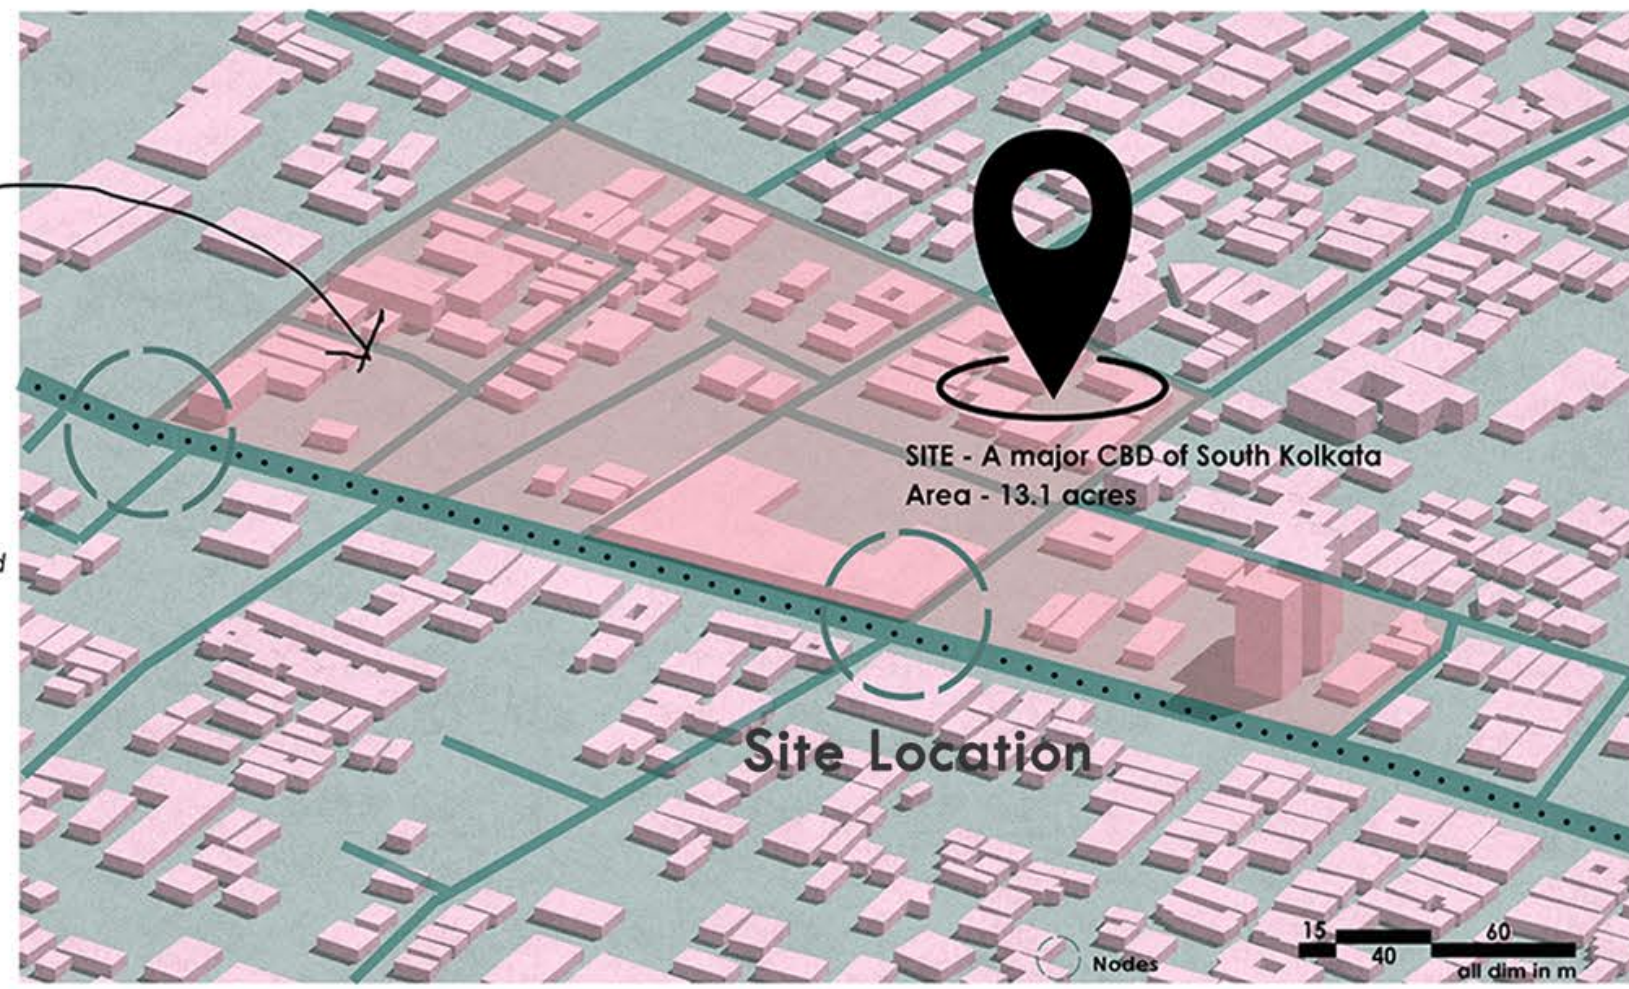 SITE - A major CBD of South Kolkata
Area - 13.1 acres
d
Site Location
Nodes
15
40
60
all dim in m